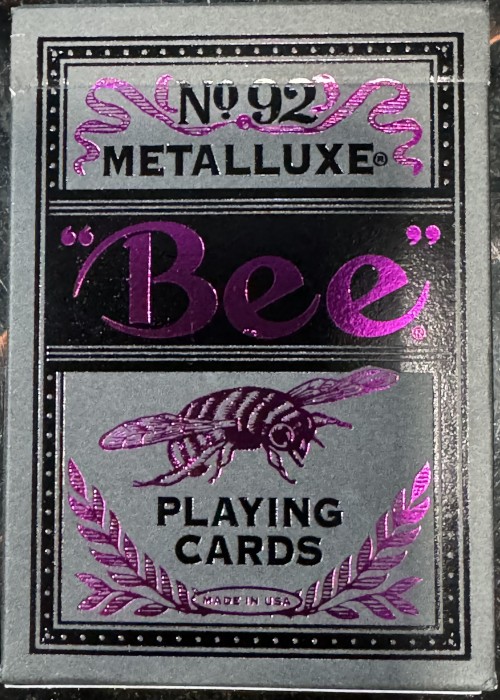 No 92
METALLUXE®
"Bee"®
PLAYING
CARDS
MADE IN USA